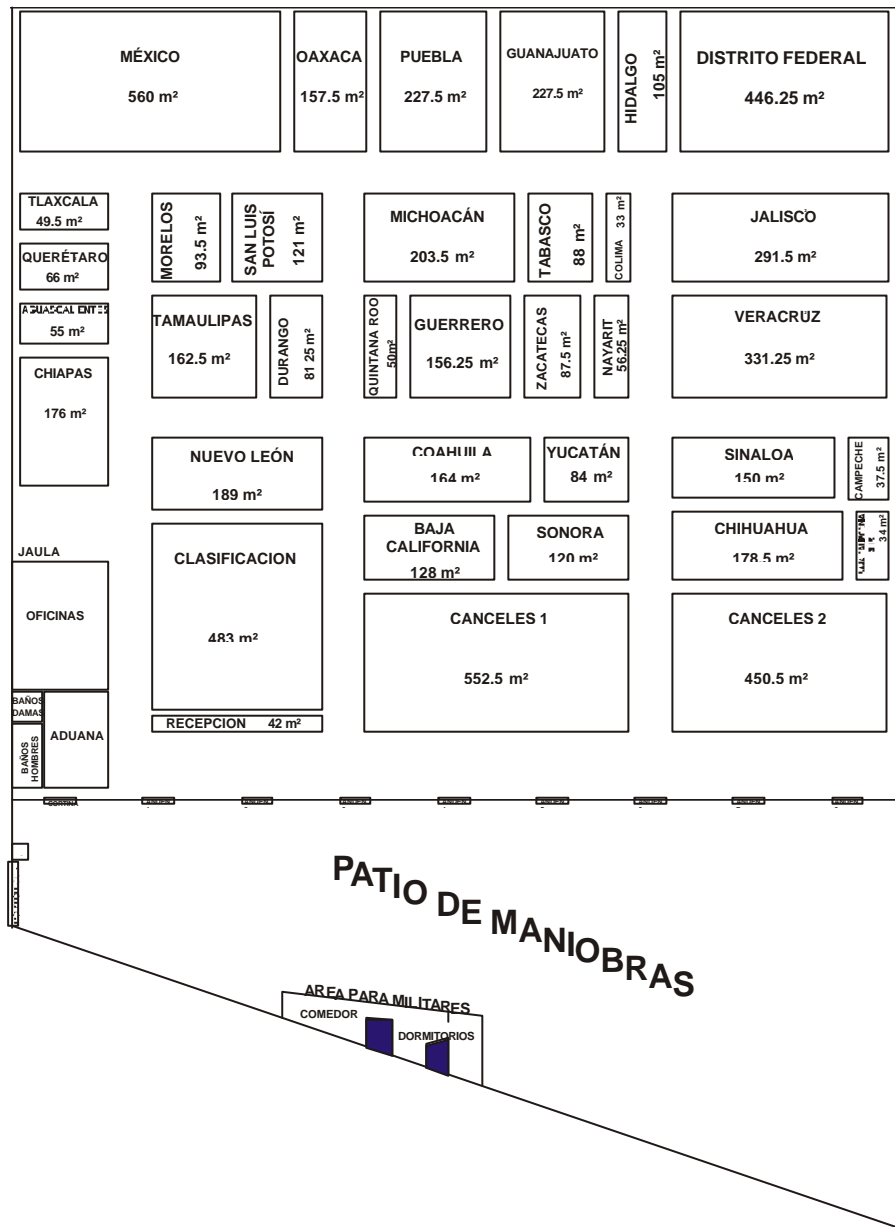 MÉXICO
560 m²
OAXACA
157.5 m²
PUEBLA
227.5 m²
GUANAJUATO
227.5 m²
HIDALGO
105 m²
DISTRITO FEDERAL
446.25 m²
TLAXCALA
49.5 m²
MORELOS
93.5 m²
SAN LUIS
POTOSÍ
121 m²
MICHOACÁN
203.5 m²
TABASCO
88 m²
COLIMA 33 m²
JALISCO
291.5 m²
QUERÉTARO
66 m²
AGUASCALIENTES
55 m²
TAMAULIPAS
162.5 m²
DURANGO
81 25 m²
QUINTANA ROO
50m²
GUERRERO
156.25 m²
ZACATECAS
87.5 m²
NAYARIT
56.25 m²
VERACRUZ
331.25 m²
CHIAPAS
176 m²
NUEVO LEÓN
189 m²
COAHUILA
164 m²
YUCATÁN
84 m²
SINALOA
150 m²
CAMPECHE
37.5 m²
JAULA
OFICINAS
CLASIFICACION
483 m²
BAJA
CALIFORNIA
128 m²
SONORA
120 m²
CHIHUAHUA
178.5 m²
34 m²
CANCELES 1
552.5 m²
CANCELES 2
450.5 m²
BAÑOS
DAMAS
ADUANA
BAÑOS
HOMBRES
RECEPCION 42 m²
CORTINA
PATIO DE MANIOBRAS
AREA PARA MILITARES
COMEDOR
DORMITORIOS